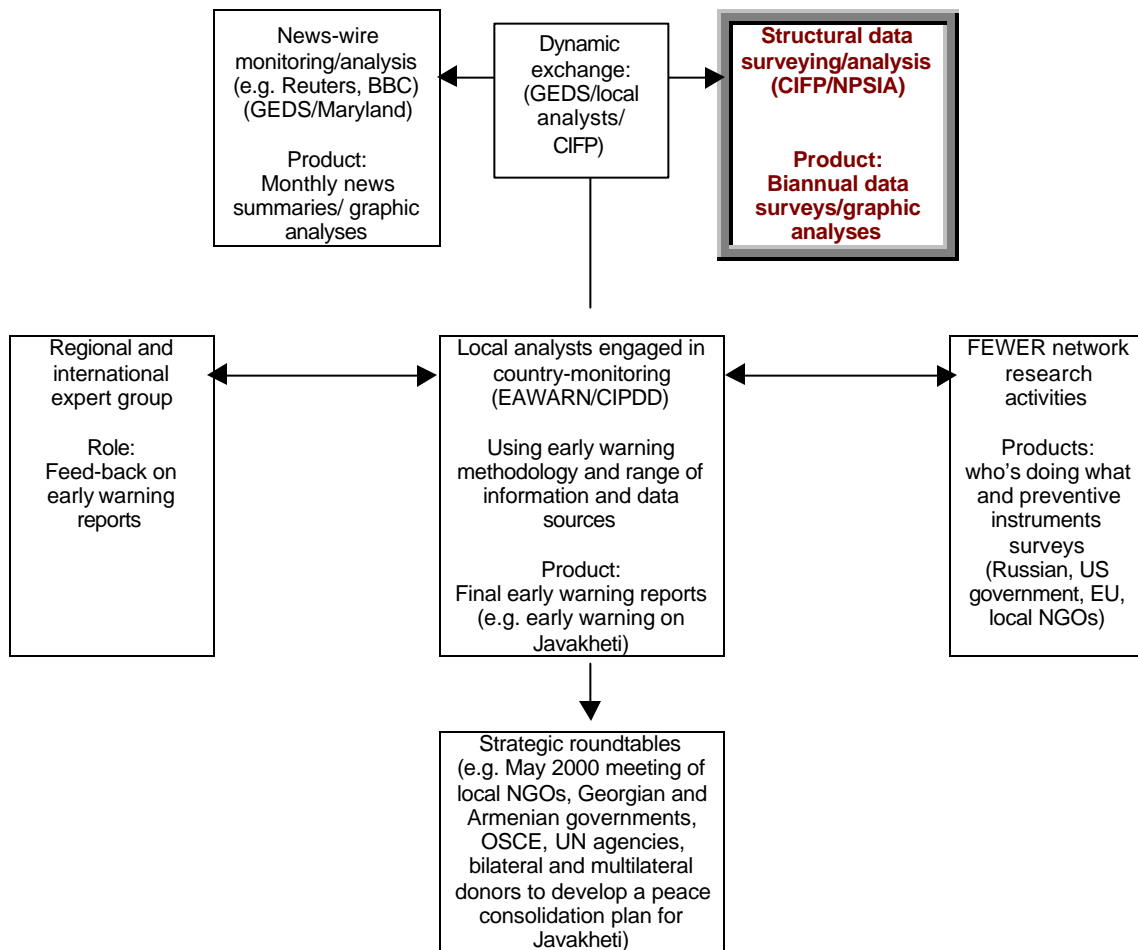 News-wire
monitoring/analysis
(e.g. Reuters, BBC)
(GEDS/Maryland)
Product:
Monthly news
summaries/ graphic
analyses
Dynamic
exchange:
(GEDS/local
analysts/
CIFP)
Structural data
surveying/analysis
(CIFP/NPSIA)
Product:
Biannual data
surveys/graphic
analyses
Regional and
international
expert group
Role:
Feed-back on
early warning
reports
Local analysts engaged in
country-monitoring
(EAWARN/CIPDD)
Using early warning
methodology and range of
information and data
sources
Product:
Final early warning reports
(e.g. early warning on
Javakheti)
FEWER network
research
activities
Products:
who's doing what
and preventive
instruments
surveys
(Russian, US
government, EU,
local NGOs)
Strategic roundtables
(e.g. May 2000 meeting of
local NGOs, Georgian and
Armenian governments,
OSCE, UN agencies,
bilateral and multilateral
donors to develop a peace
consolidation plan for
Javakheti)